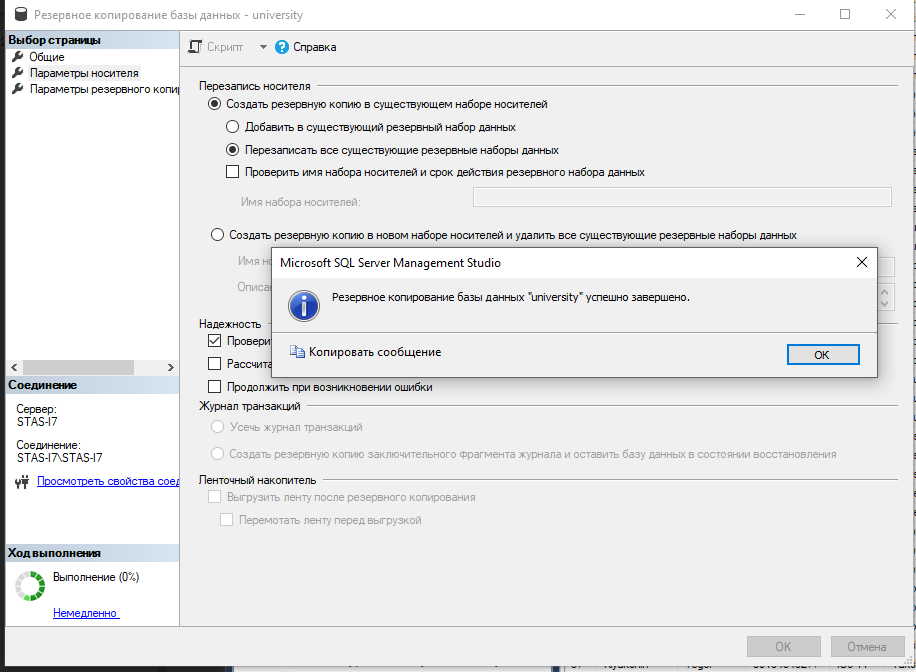 Резервное копирование базы данных - university
Выбор страницы
Общие
Параметры носителя
Параметры резервного копи
Скрипт
Справка
Перезапись носителя
Создать резервную копию в существующем наборе носителей
Добавить в существующий резервный набор данных
Перезаписать все существующие резервные наборы данных
Проверить имя набора носителей и срок действия резервного набора данных
Имя набора носителей:
Создать резервную копию в новом наборе носителей и удалить все существующие резервные наборы данных
Имя но
Описан
Microsoft SQL Server Management Studio
Резервное копирование базы данных "university" успешно завершено.
Копировать сообщение
OK
Надежность
Провери
Рассчита
Продолжить при возникновении ошибки
Журнал транзакций
Усечь журнал транзакций
Создать резервную копию заключительного фрагмента журнала и оставить базу данных в состоянии восстановления
Ленточный накопитель
Выгрузить ленту после резервного копирования
Перемотать ленту перед выгрузкой
Соединение
Сервер:
STAS-I7
Соединение:
STAS-I7\STAS-I7
Просмотреть свойства соед
Ход выполнения
Выполнение (0%)
Немедленно
OK
Отмена